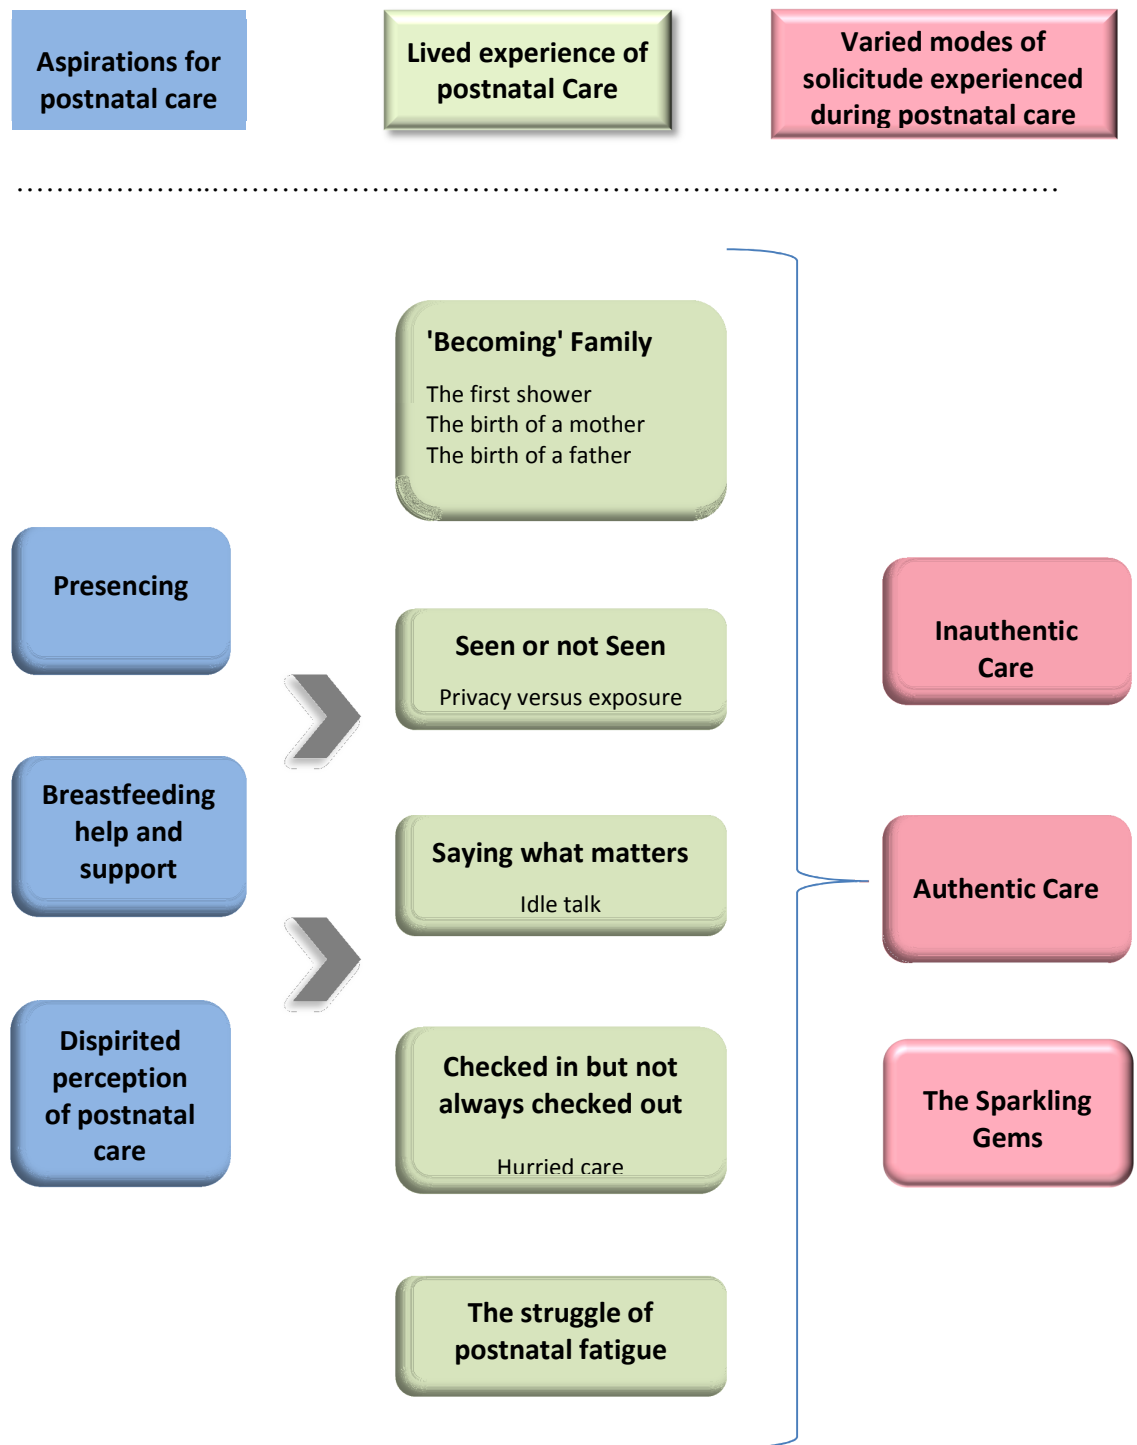 Aspirations for
postnatal care
Lived experience of
postnatal Care
Varied modes of
solicitude experienced
during postnatal care
'Becoming' Family
The first shower
The birth of a mother
The birth of a father
Presencing
Breastfeeding
help and
support
Dispirited
perception
of postnatal
care
Seen or not Seen
Privacy versus exposure
Saying what matters
Idle talk
Checked in but not
always checked out
Hurried care
The struggle of
postnatal fatigue
Inauthentic
Care
Authentic Care
The Sparkling
Gems